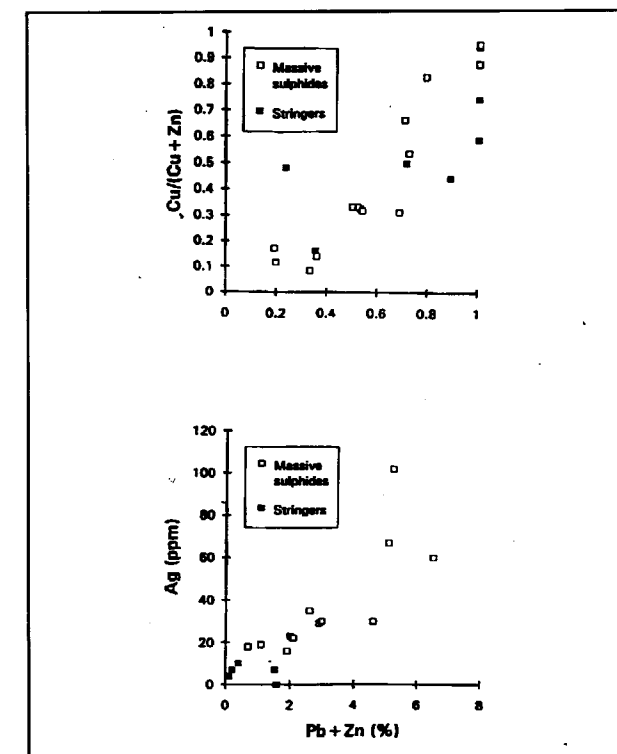 1
0.9
0.8
0.7
0.6
0.5
0.4
0.3
0.2
0.1
0
Cu/(Cu + Zn)
Massive
sulphides
Stringers
0 0.2 0.4 0.6 0.8 1
120
100
80
60
40
20
0
Ag (ppm)
Massive
sulphides
Stringers
0 2 4 6 8
Pb + Zn (%)